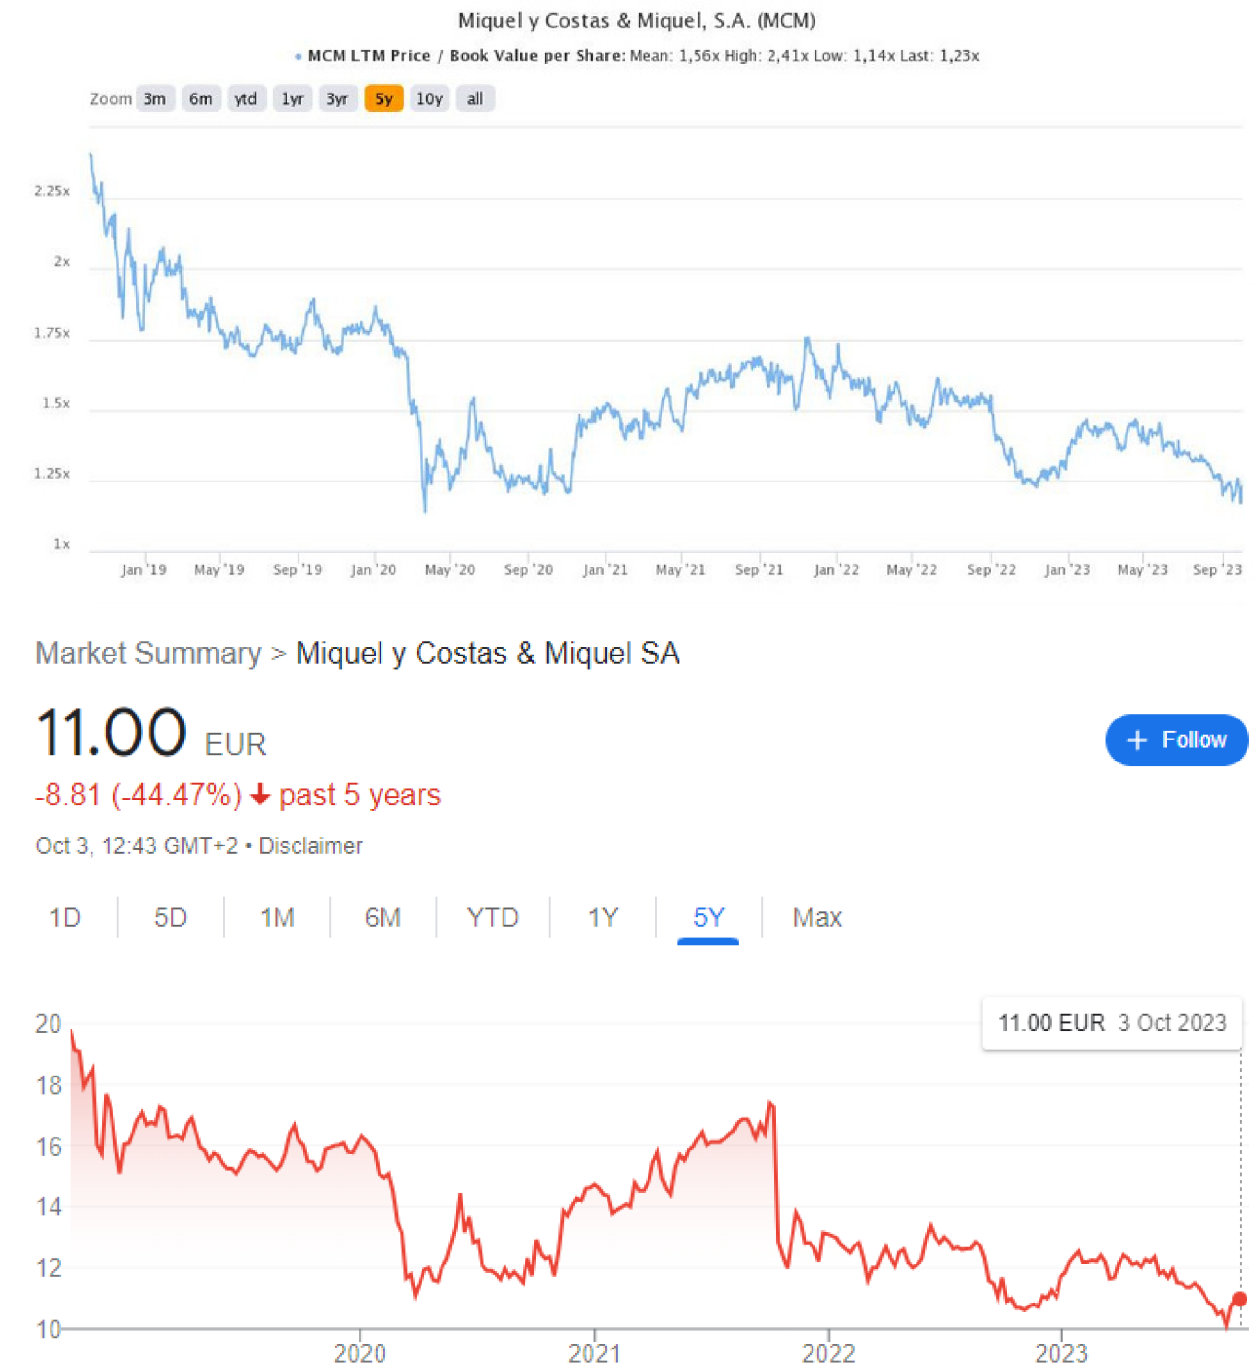 Miquel y Costas & Miquel, S.A. (MCM)
MCM LTM Price / Book Value per Share: Mean: 1,56x High: 2,41x Low: 1,14x Last: 1,23x
Zoom 3m 6m ytd 1yr 3yr 5y 10y all
2.25x
2x
1.75x
1.5x
1.25x
1x
Jan '19 May '19 Sep '19 Jan '20 May '20 Sep '20 Jan '21 May '21 Sep '21 Jan '22 May '22 Sep '22 Jan '23 May '23 Sep '23
Market Summary > Miquel y Costas & Miquel SA
11.00 EUR
+ Follow
-8.81 (-44.47%) ↓ past 5 years
Oct 3, 12:43 GMT+2 • Disclaimer
1D 5D 1M 6M YTD 1Y 5Y Max
11.00 EUR 3 Oct 2023
20
18
16
14
12
10
2020 2021 2022 2023